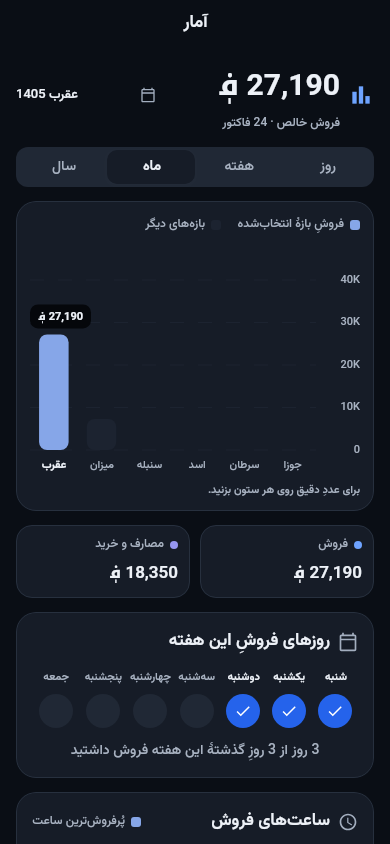 آمار
27,190 ؋
فروش خالص · 24 فاکتور
عقرب 1405
روز
هفته
ماه
سال
فروشِ بازهٔ انتخاب‌شده
بازه‌های دیگر
40K
30K
20K
10K
0
27,190 ؋
جوزا
سرطان
اسد
سنبله
میزان
عقرب
برای عددِ دقیق روی هر ستون بزنید.
فروش
27,190 ؋
مصارف و خرید
18,350 ؋
روزهای فروشِ این هفته
شنبه
یکشنبه
دوشنبه
سه‌شنبه
چهارشنبه
پنجشنبه
جمعه
3 روز از 3 روزِ گذشتهٔ این هفته فروش داشتید
ساعت‌های فروش
پُرفروش‌ترین ساعت